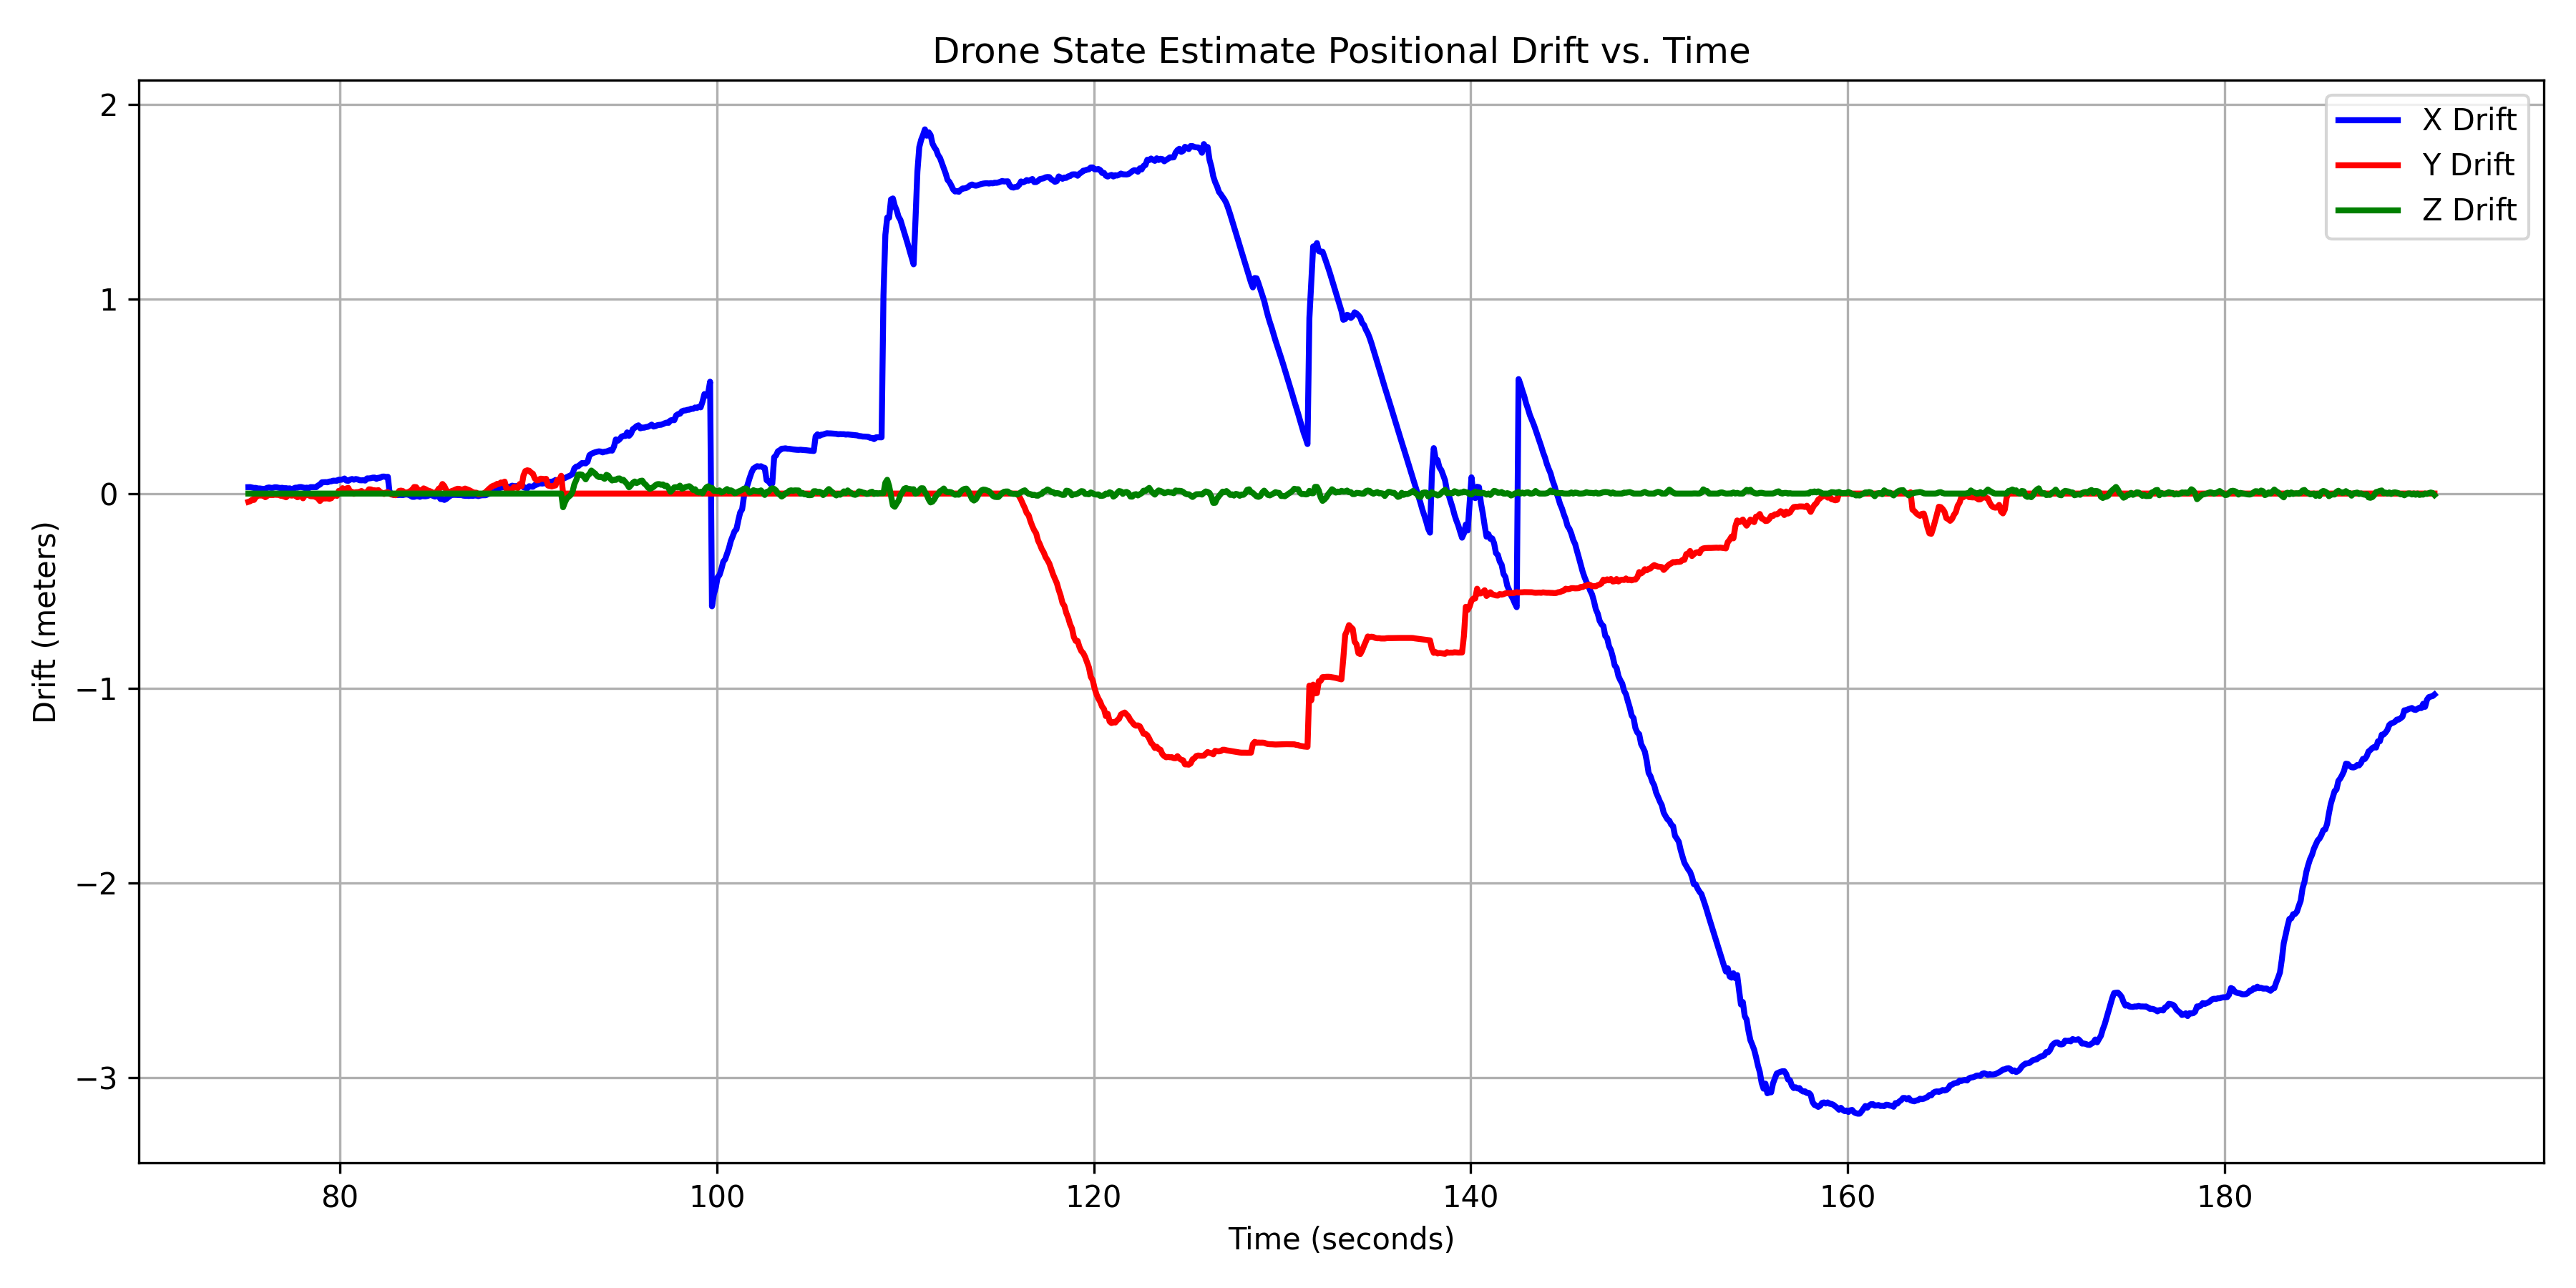 Drone State Estimate Positional Drift vs. Time
X Drift
Y Drift
Z Drift
2
1
0
−1
−2
−3
Drift (meters)
80 100 120 140 160 180
Time (seconds)